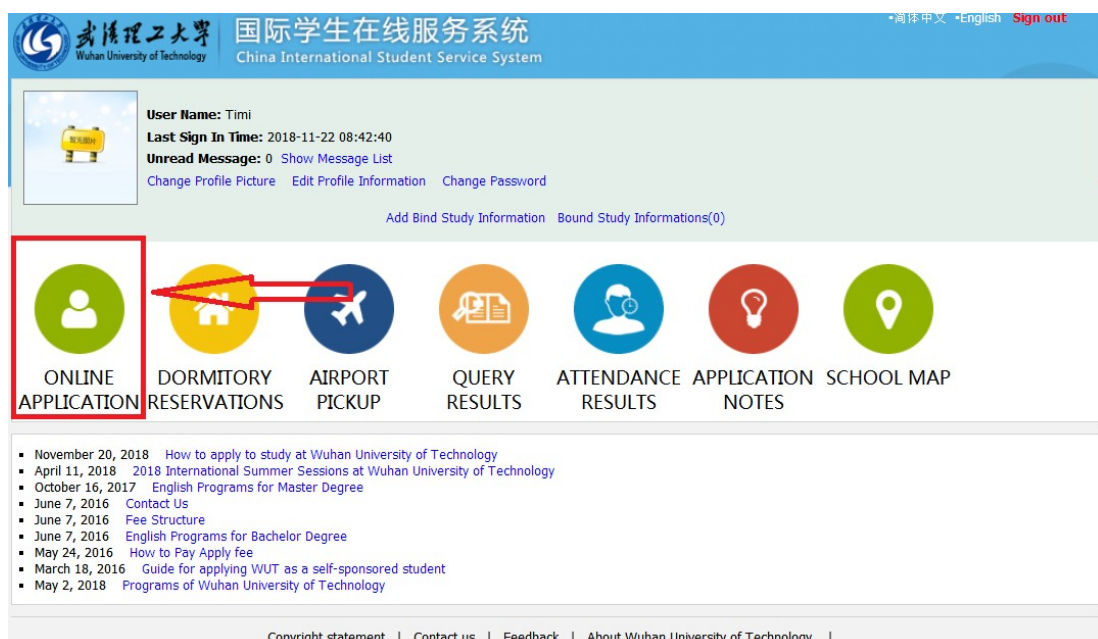 •简体中文 •English Sign out
武汉理工大学 国际学生在线服务系统
Wuhan University of Technology China International Student Service System
暂无图片
User Name: Timi
Last Sign In Time: 2018-11-22 08:42:40
Unread Message: 0 Show Message List
Change Profile Picture Edit Profile Information Change Password
Add Bind Study Information Bound Study Informations(0)
ONLINE APPLICATION
DORMITORY RESERVATIONS
AIRPORT PICKUP
QUERY RESULTS
ATTENDANCE RESULTS
APPLICATION NOTES
SCHOOL MAP
November 20, 2018 How to apply to study at Wuhan University of Technology
April 11, 2018 2018 International Summer Sessions at Wuhan University of Technology
October 16, 2017 English Programs for Master Degree
June 7, 2016 Contact Us
June 7, 2016 Fee Structure
June 7, 2016 English Programs for Bachelor Degree
May 24, 2016 How to Pay Apply fee
March 18, 2016 Guide for applying WUT as a self-sponsored student
May 2, 2018 Programs of Wuhan University of Technology
Copyright statement | Contact us | Feedback | About Wuhan University of Technology |